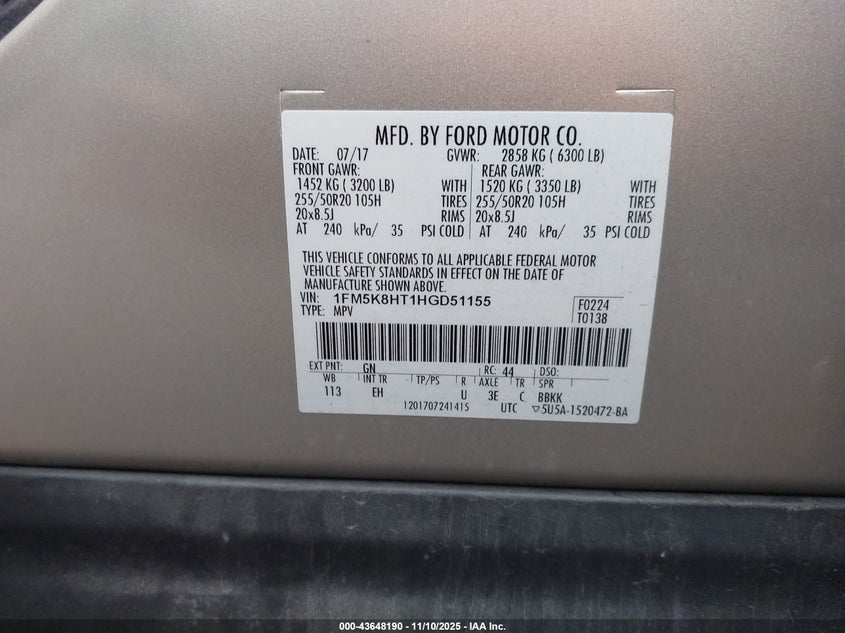 MFD. BY FORD MOTOR CO.
DATE: 07/17 GVWR: 2858 KG ( 6300 LB)
FRONT GAWR: REAR GAWR:
1452 KG ( 3200 LB) WITH 1520 KG ( 3350 LB) WITH
255/50R20 105H TIRES 255/50R20 105H TIRES
20x8.5J RIMS 20x8.5J RIMS
AT 240 kPa/ 35 PSI COLD AT 240 kPa/ 35 PSI COLD
THIS VEHICLE CONFORMS TO ALL APPLICABLE FEDERAL MOTOR
VEHICLE SAFETY STANDARDS IN EFFECT ON THE DATE OF
MANUFACTURE SHOWN ABOVE.
VIN: 1FM5K8HT1HGD51155 F0224
TYPE: MPV T0138
EXT PNT: GN RC: 44 DSO:
WB INT TR TP/PS R AXLE TR SPR
113 EH U 3E C BBKK
1201707241415 UTC ▽5U5A-1520472-BA
000-43648190 - 11/10/2025 - IAA Inc.